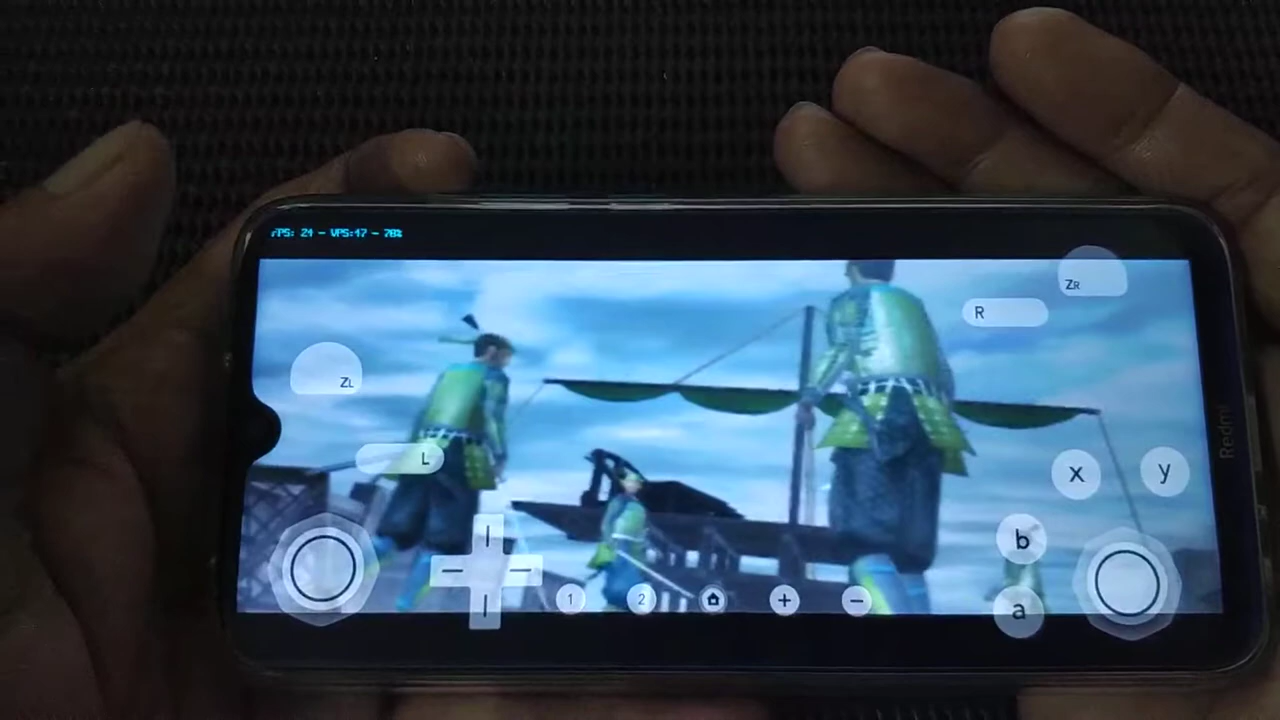 FPS: 24 - VPS:47 - 78%
ZR
R
ZL
L
Redmi
X
y
b
1
2
+
−
a